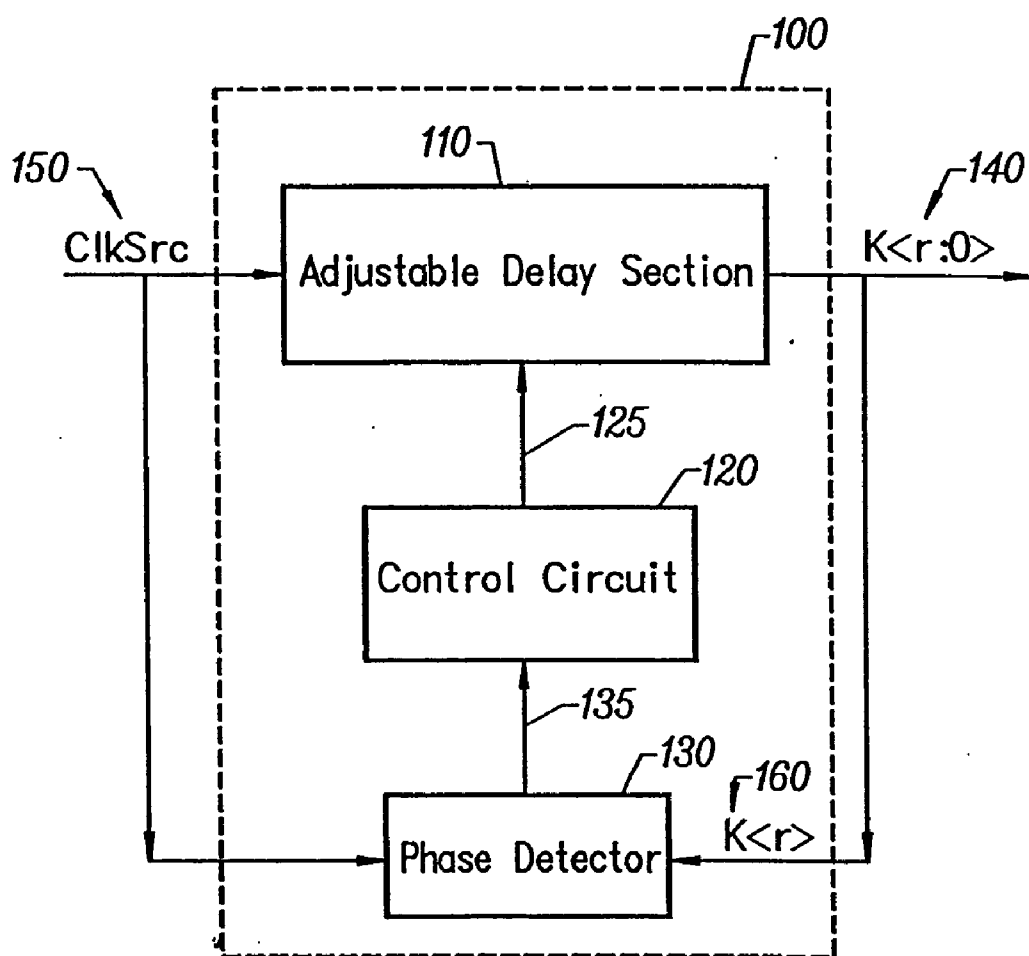 100
110
150
140
ClkSrc
K<r:0>
Adjustable Delay Section
125
120
Control Circuit
135
130
160
K<r>
Phase Detector